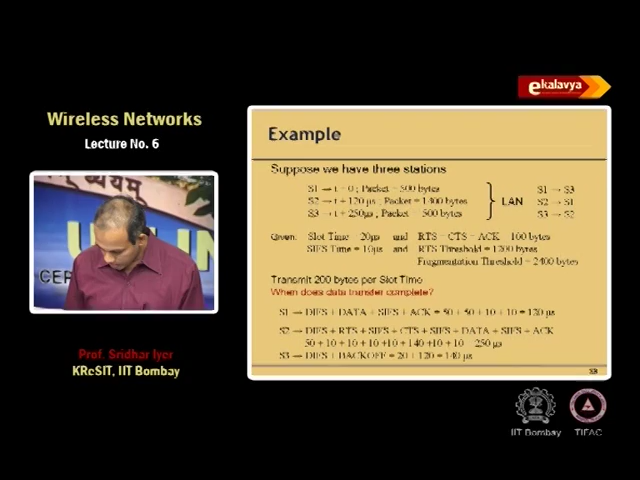 ekalavya
Wireless Networks
Lecture No. 6
Example
Suppose we have three stations
S1 → t = 0 ; Packet = 500 bytes
S2 → t + 120 μs ; Packet = 1400 bytes
S3 → t + 250μs ; Packet = 500 bytes
LAN
S1 → S3
S2 → S1
S3 → S2
Given: Slot Time = 20μs and RTS = CTS = ACK = 100 bytes
SIFS Time = 10μs and RTS Threshold = 1200 bytes
Fragmentation Threshold = 2400 bytes
Transmit 200 bytes per Slot Time
When does data transfer complete?
S1 → DIFS + DATA + SIFS + ACK = 50 + 50 + 10 + 10 = 120 μs
S2 → DIFS + RTS + SIFS + CTS + SIFS + DATA + SIFS + ACK
50 + 10 + 10 + 10 +10 + 140 +10 + 10 250 μs
S3 → DIFS + BACKOFF = 20 + 120 = 140 μs
Prof. Sridhar Iyer
KReSIT, IIT Bombay
IIT Bombay
TIFAC